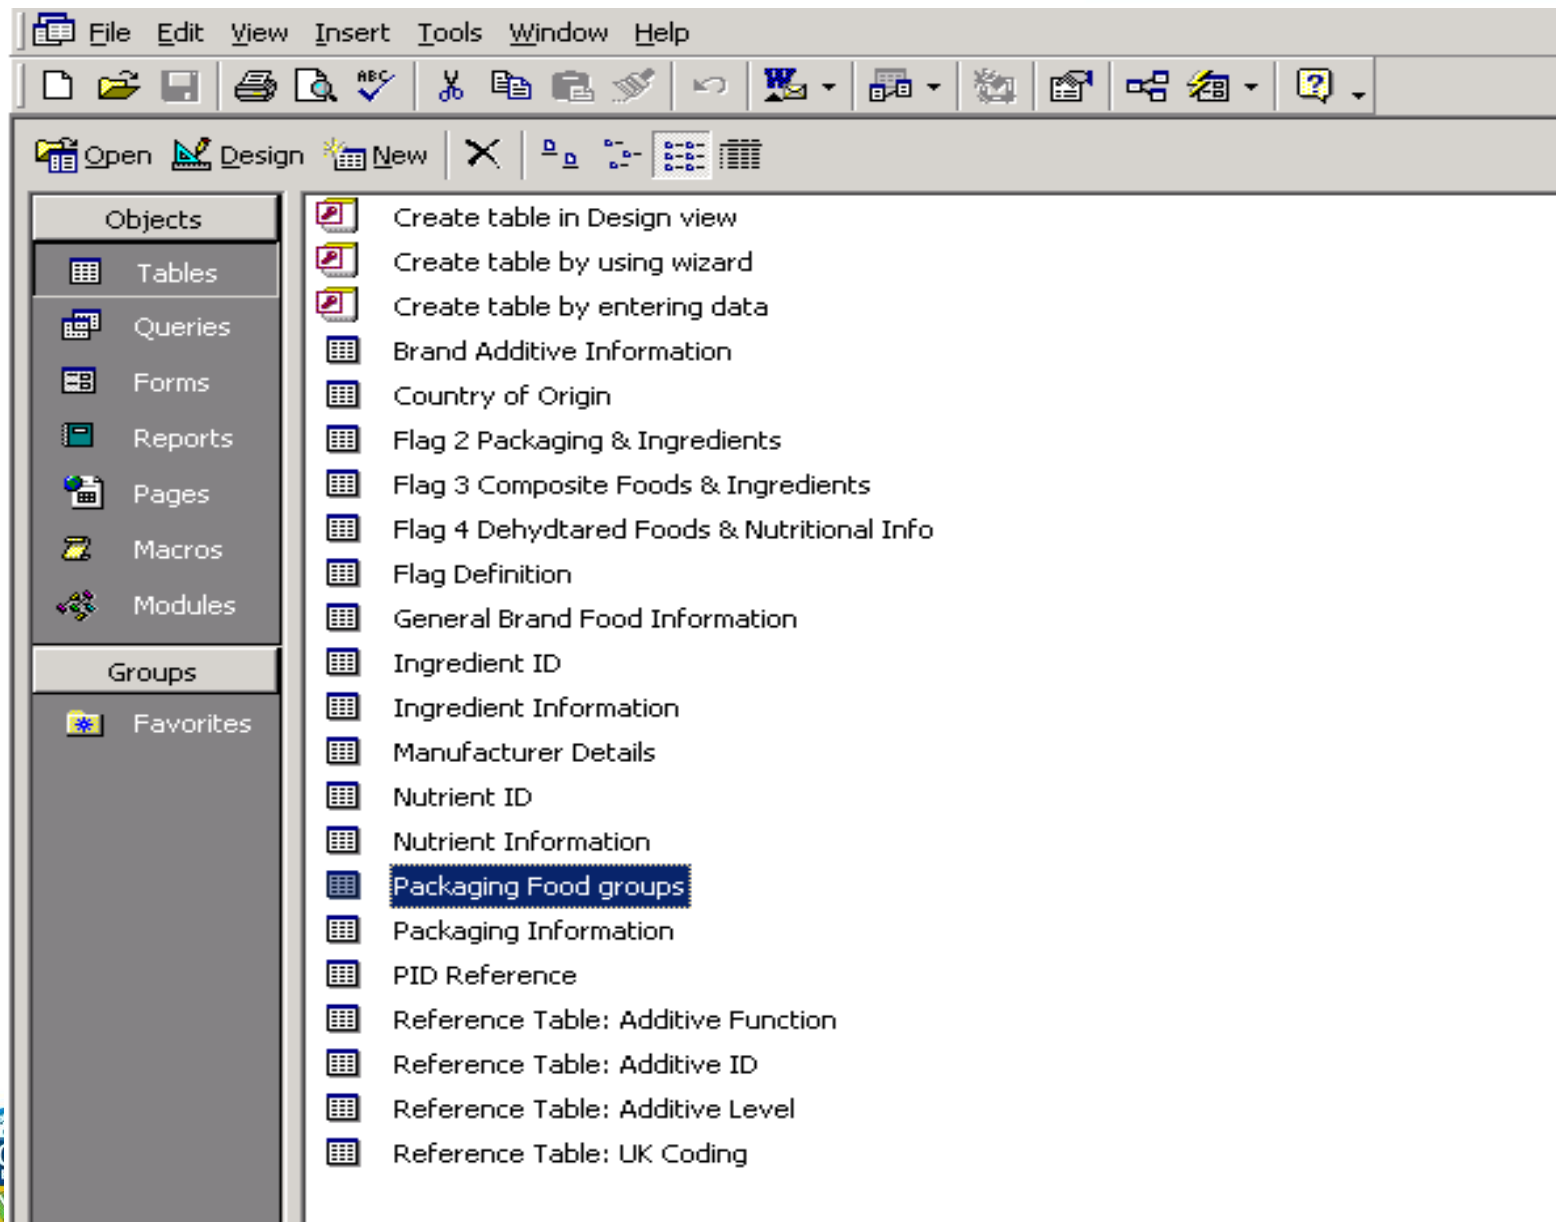 File Edit View Insert Tools Window Help
ABC
W
Open Design New
Objects
Tables
Queries
Forms
Reports
Pages
Macros
Modules
Groups
Favorites
Create table in Design view
Create table by using wizard
Create table by entering data
Brand Additive Information
Country of Origin
Flag 2 Packaging & Ingredients
Flag 3 Composite Foods & Ingredients
Flag 4 Dehydtared Foods & Nutritional Info
Flag Definition
General Brand Food Information
Ingredient ID
Ingredient Information
Manufacturer Details
Nutrient ID
Nutrient Information
Packaging Food groups
Packaging Information
PID Reference
Reference Table: Additive Function
Reference Table: Additive ID
Reference Table: Additive Level
Reference Table: UK Coding